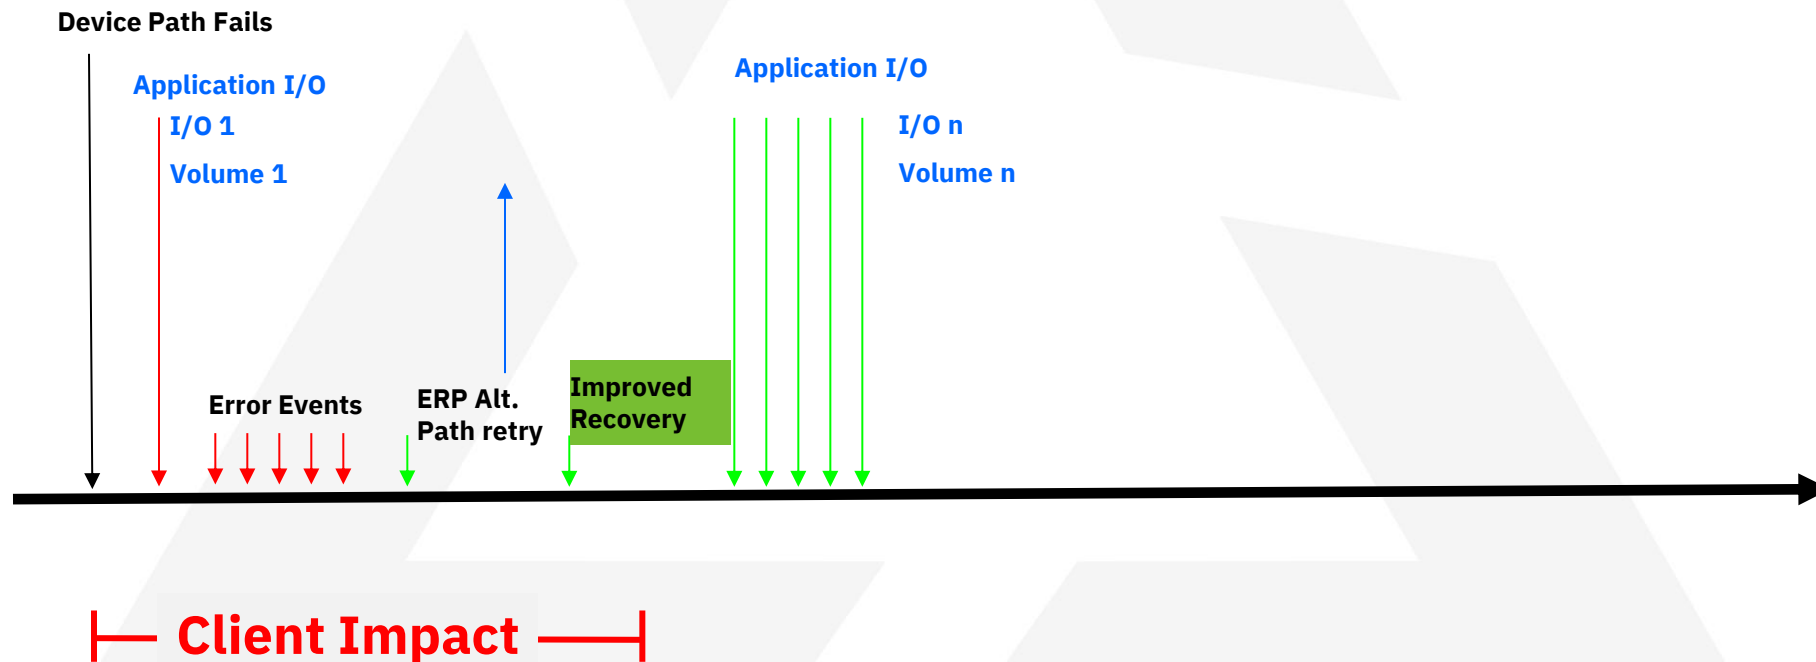 Device Path Fails
Application I/O
I/O 1
Volume 1
Application I/O
I/O n
Volume n
Error Events
ERP Alt.
Path retry
Improved
Recovery
Client Impact